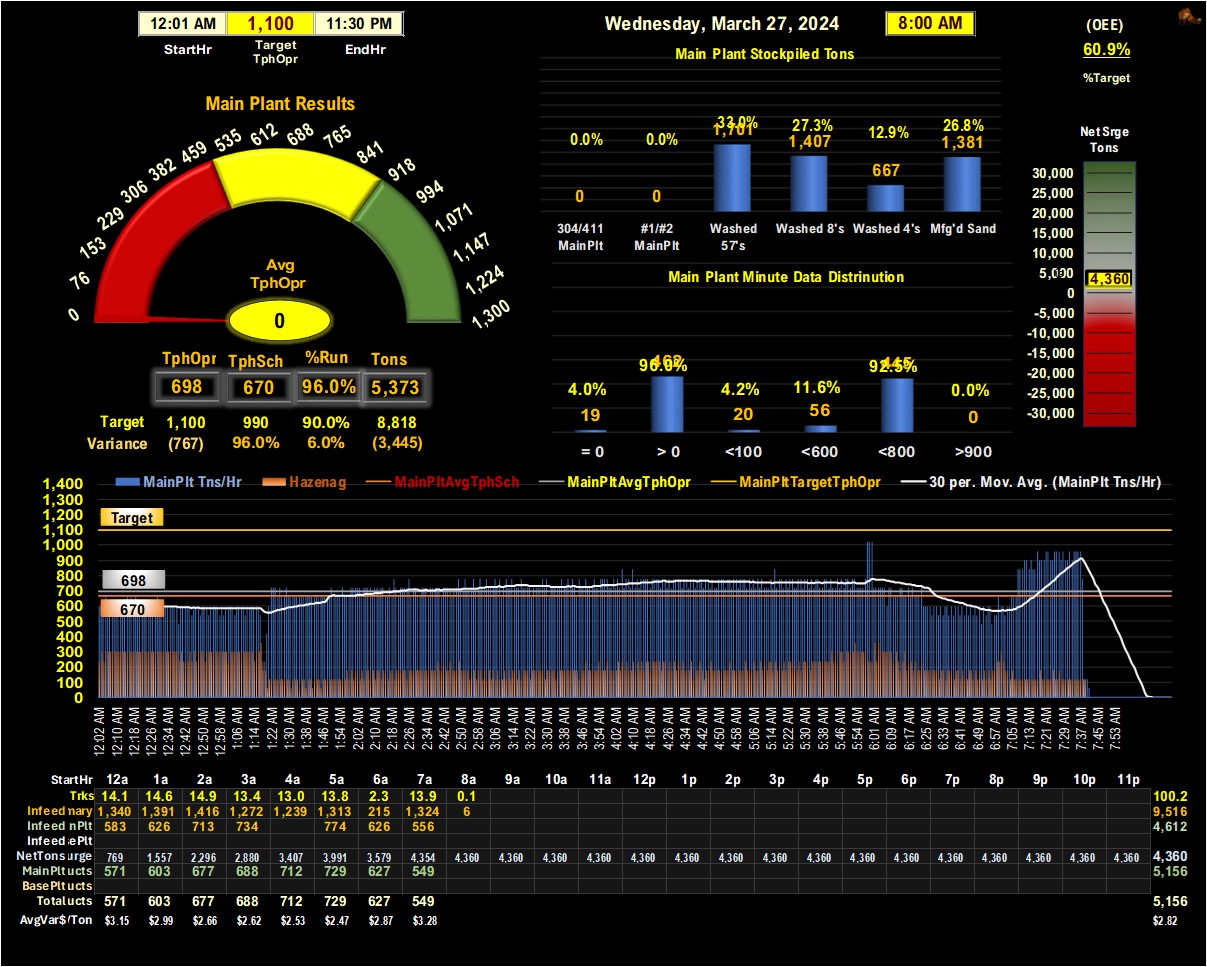 12:01 AM 1,100 11:30 PM
StartHr Target TphOpr EndHr
Wednesday, March 27, 2024 8:00 AM
(OEE)
60.9%
%Target
Main Plant Results
0 76 153 229 306 382 459 535 612 688 765 841 918 994 1,071 1,147 1,224 1,300
Avg
TphOpr
0
TphOpr TphSch %Run Tons
698 670 96.0% 5,373
Target 1,100 990 90.0% 8,818
Variance (767) 96.0% 6.0% (3,445)
Main Plant Stockpiled Tons
0.0% 0.0% 33.0% 27.3% 12.9% 26.8%
0 0 1,701 1,407 667 1,381
304/411 MainPlt #1/#2 MainPlt Washed 57's Washed 8's Washed 4's Mfg'd Sand
Main Plant Minute Data Distrinution
4.0% 96.0% 4.2% 11.6% 92.5% 0.0%
19 462 20 56 445 0
= 0 > 0 <100 <600 <800 >900
Net Srge
Tons
30,000
25,000
20,000
15,000
10,000
5,000
4,360
0
-5,000
-10,000
-15,000
-20,000
-25,000
-30,000
MainPlt Tns/Hr Hazenag MainPltAvgTphSch MainPltAvgTphOpr MainPltTargetTphOpr 30 per. Mov. Avg. (MainPlt Tns/Hr)
1,400
1,300
1,200
1,100
1,000
900
800
700
600
500
400
300
200
100
0
Target
698
670
12:02 AM 12:10 AM 12:18 AM 12:26 AM 12:34 AM 12:42 AM 12:50 AM 12:58 AM 1:06 AM 1:14 AM 1:22 AM 1:30 AM 1:38 AM 1:46 AM 1:54 AM 2:02 AM 2:10 AM 2:18 AM 2:26 AM 2:34 AM 2:42 AM 2:50 AM 2:58 AM 3:06 AM 3:14 AM 3:22 AM 3:30 AM 3:38 AM 3:46 AM 3:54 AM 4:02 AM 4:10 AM 4:18 AM 4:26 AM 4:34 AM 4:42 AM 4:50 AM 4:58 AM 5:06 AM 5:14 AM 5:22 AM 5:30 AM 5:38 AM 5:46 AM 5:54 AM 6:01 AM 6:09 AM 6:17 AM 6:25 AM 6:33 AM 6:41 AM 6:49 AM 6:57 AM 7:05 AM 7:13 AM 7:21 AM 7:29 AM 7:37 AM 7:45 AM 7:53 AM
StartHr 12a 1a 2a 3a 4a 5a 6a 7a 8a 9a 10a 11a 12p 1p 2p 3p 4p 5p 6p 7p 8p 9p 10p 11p
Trks 14.1 14.6 14.9 13.4 13.0 13.8 2.3 13.9 0.1 100.2
Infeed nary 1,340 1,391 1,416 1,272 1,239 1,313 215 1,324 6 9,516
Infeed nPlt 583 626 713 734 774 626 556 4,612
Infeed ePlt
NetTons urge 769 1,557 2,296 2,880 3,407 3,991 3,579 4,354 4,360 4,360 4,360 4,360 4,360 4,360 4,360 4,360 4,360 4,360 4,360 4,360 4,360 4,360 4,360 4,360 4,360
MainPlt ucts 571 603 677 688 712 729 627 549 5,156
BasePlt ucts
Total ucts 571 603 677 688 712 729 627 549 5,156
AvgVar$/Ton $3.15 $2.99 $2.66 $2.62 $2.53 $2.47 $2.87 $3.28 $2.82